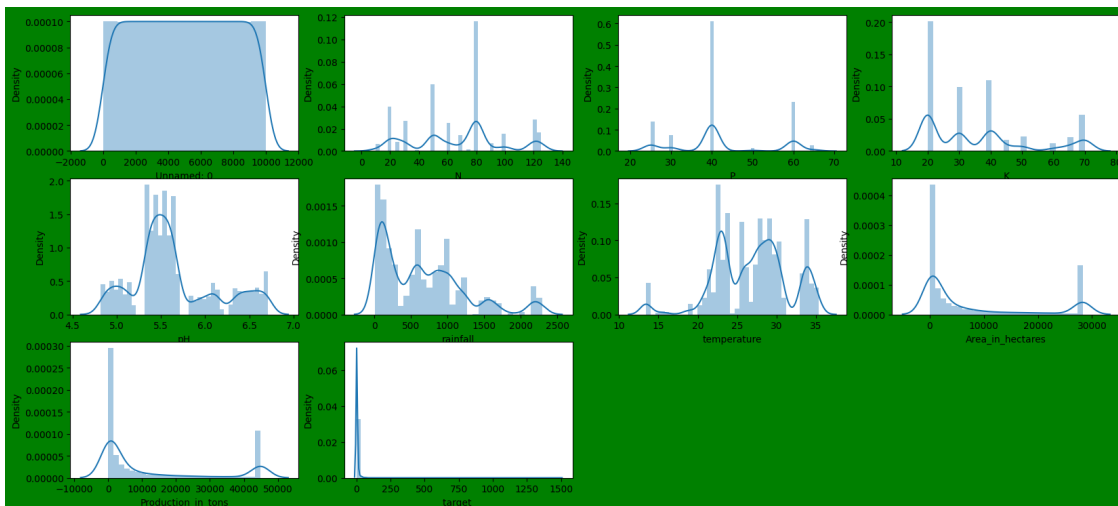 0.00010
0.00008
0.00006
0.00004
0.00002
0.00000
Density
−2000 0 2000 4000 6000 8000 10000 12000
Unnamed: 0
0.12
0.09
0.06
0.03
0.00
Density
0 20 40 60 80 100 120 140
N
0.6
0.5
0.4
0.3
0.2
0.1
0.0
Density
20 30 40 50 60 70
P
0.20
0.15
0.10
0.05
0.00
Density
10 20 30 40 50 60 70 80
K
2.0
1.5
1.0
0.5
0.0
Density
4.5 5.0 5.5 6.0 6.5 7.0
pH
0.0015
0.0010
0.0005
0.0000
Density
0 500 1000 1500 2000 2500
rainfall
0.15
0.10
0.05
0.00
Density
10 15 20 25 30 35
temperature
0.0004
0.0003
0.0002
0.0001
0.0000
Density
0 10000 20000 30000
Area_in_hectares
0.00030
0.00025
0.00020
0.00015
0.00010
0.00005
0.00000
Density
−10000 0 10000 20000 30000 40000 50000
Production_in_tons
0.06
0.04
0.02
0.00
Density
0 250 500 750 1000 1250 1500
target